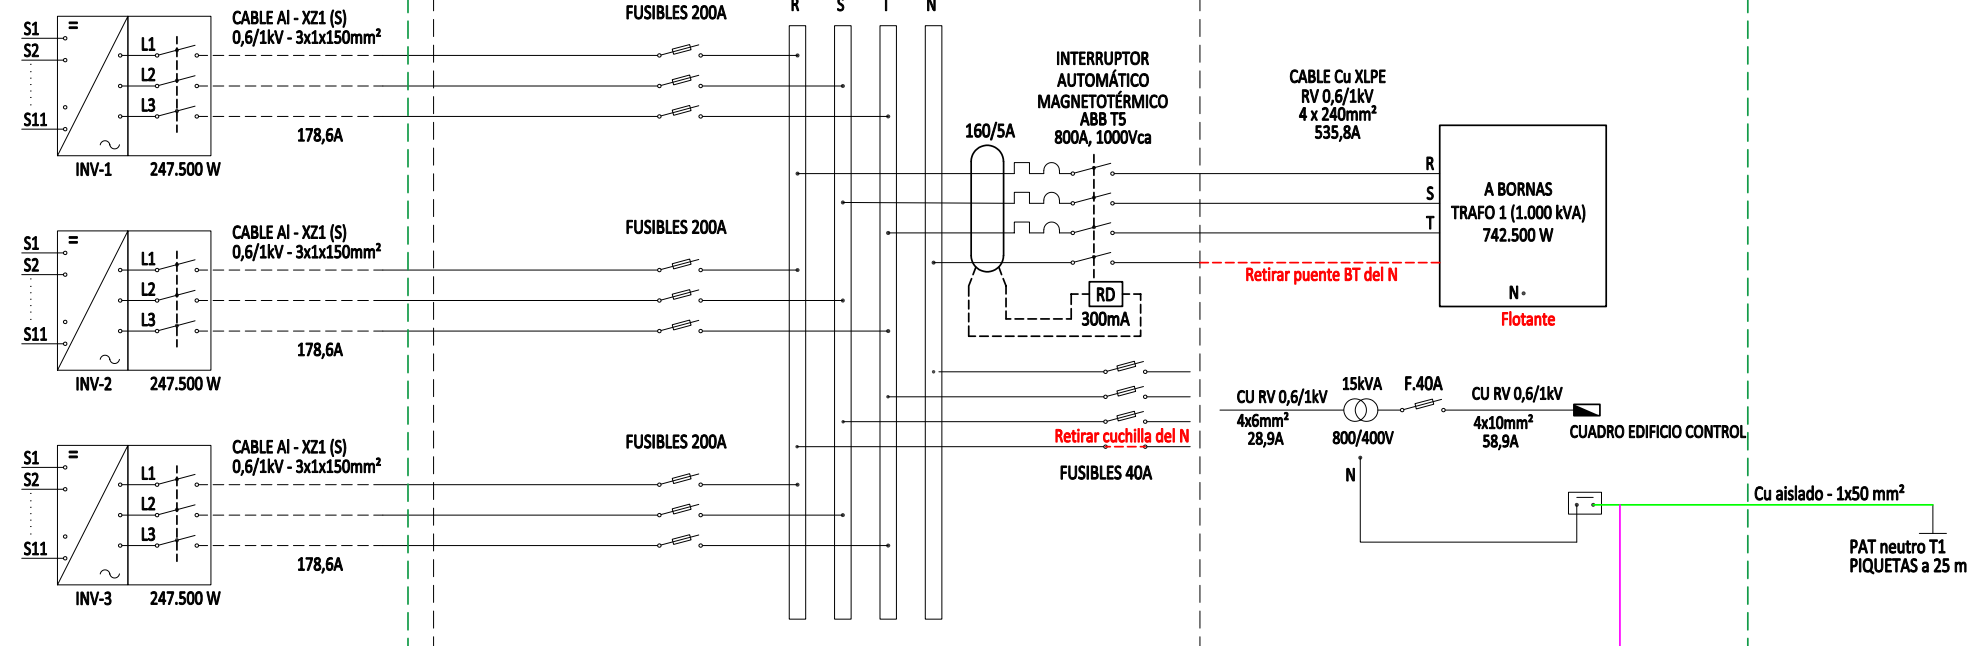 R S T N
S1
S2
S11
=
L1
L2
L3
INV-1
247.500 W
CABLE Al - XZ1 (S)
0,6/1kV - 3x1x150mm²
178,6A
FUSIBLES 200A
S1
S2
S11
=
L1
L2
L3
INV-2
247.500 W
CABLE Al - XZ1 (S)
0,6/1kV - 3x1x150mm²
178,6A
FUSIBLES 200A
S1
S2
S11
=
L1
L2
L3
INV-3
247.500 W
CABLE Al - XZ1 (S)
0,6/1kV - 3x1x150mm²
178,6A
FUSIBLES 200A
160/5A
INTERRUPTOR
AUTOMÁTICO
MAGNETOTÉRMICO
ABB T5
800A, 1000Vca
RD
300mA
CABLE Cu XLPE
RV 0,6/1kV
4 x 240mm²
535,8A
R
S
T
A BORNAS
TRAFO 1 (1.000 kVA)
742.500 W
N
Flotante
Retirar puente BT del N
Retirar cuchilla del N
FUSIBLES 40A
CU RV 0,6/1kV
4x6mm²
28,9A
15kVA
800/400V
N
F.40A
CU RV 0,6/1kV
4x10mm²
58,9A
CUADRO EDIFICIO CONTROL
Cu aislado - 1x50 mm²
PAT neutro T1
PIQUETAS a 25 m